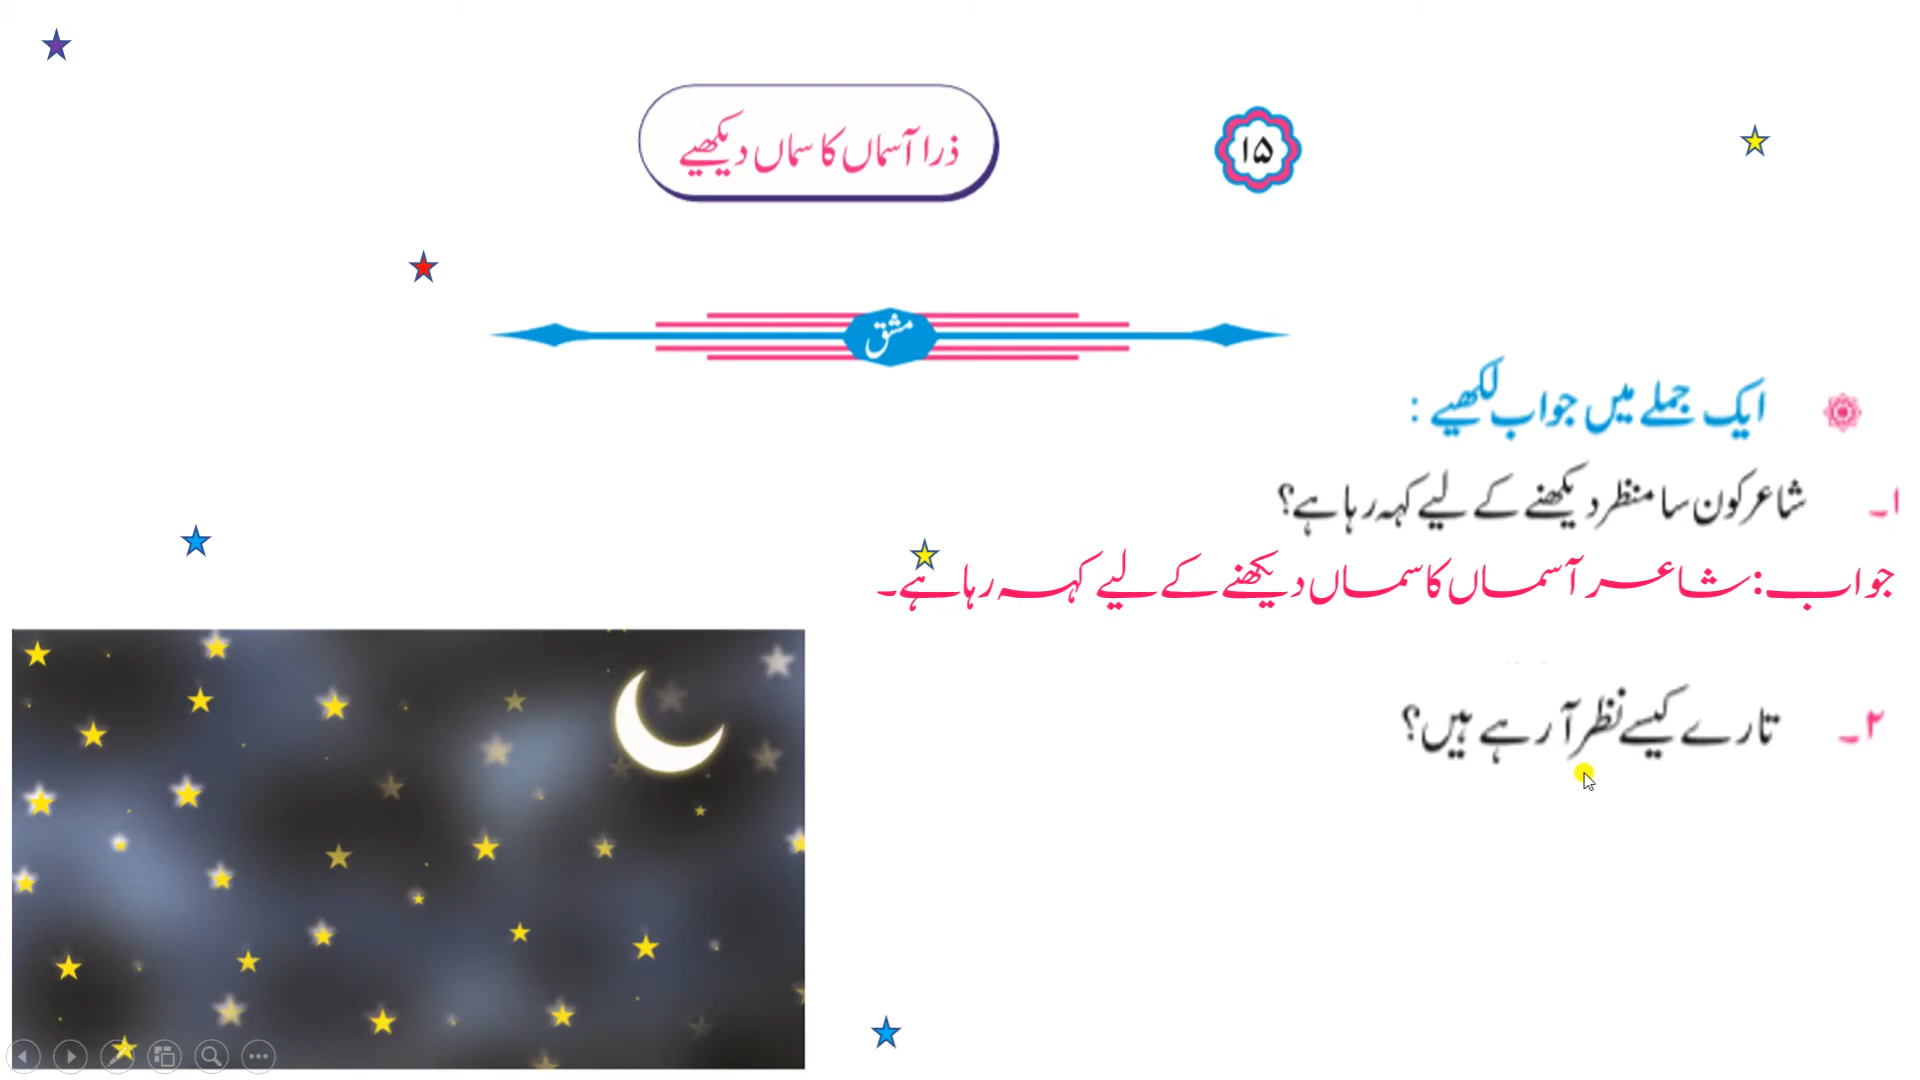 ۱۵
ذرا آسماں کا سماں دیکھیے
مشق
ایک جملے میں جواب لکھیے :
۱۔ شاعر کون سا منظر دیکھنے کے لیے کہہ رہا ہے؟
جواب : شاعر آسماں کا سماں دیکھنے کے لیے کہہ رہا ہے۔
۲۔ تارے کیسے نظر آ رہے ہیں؟